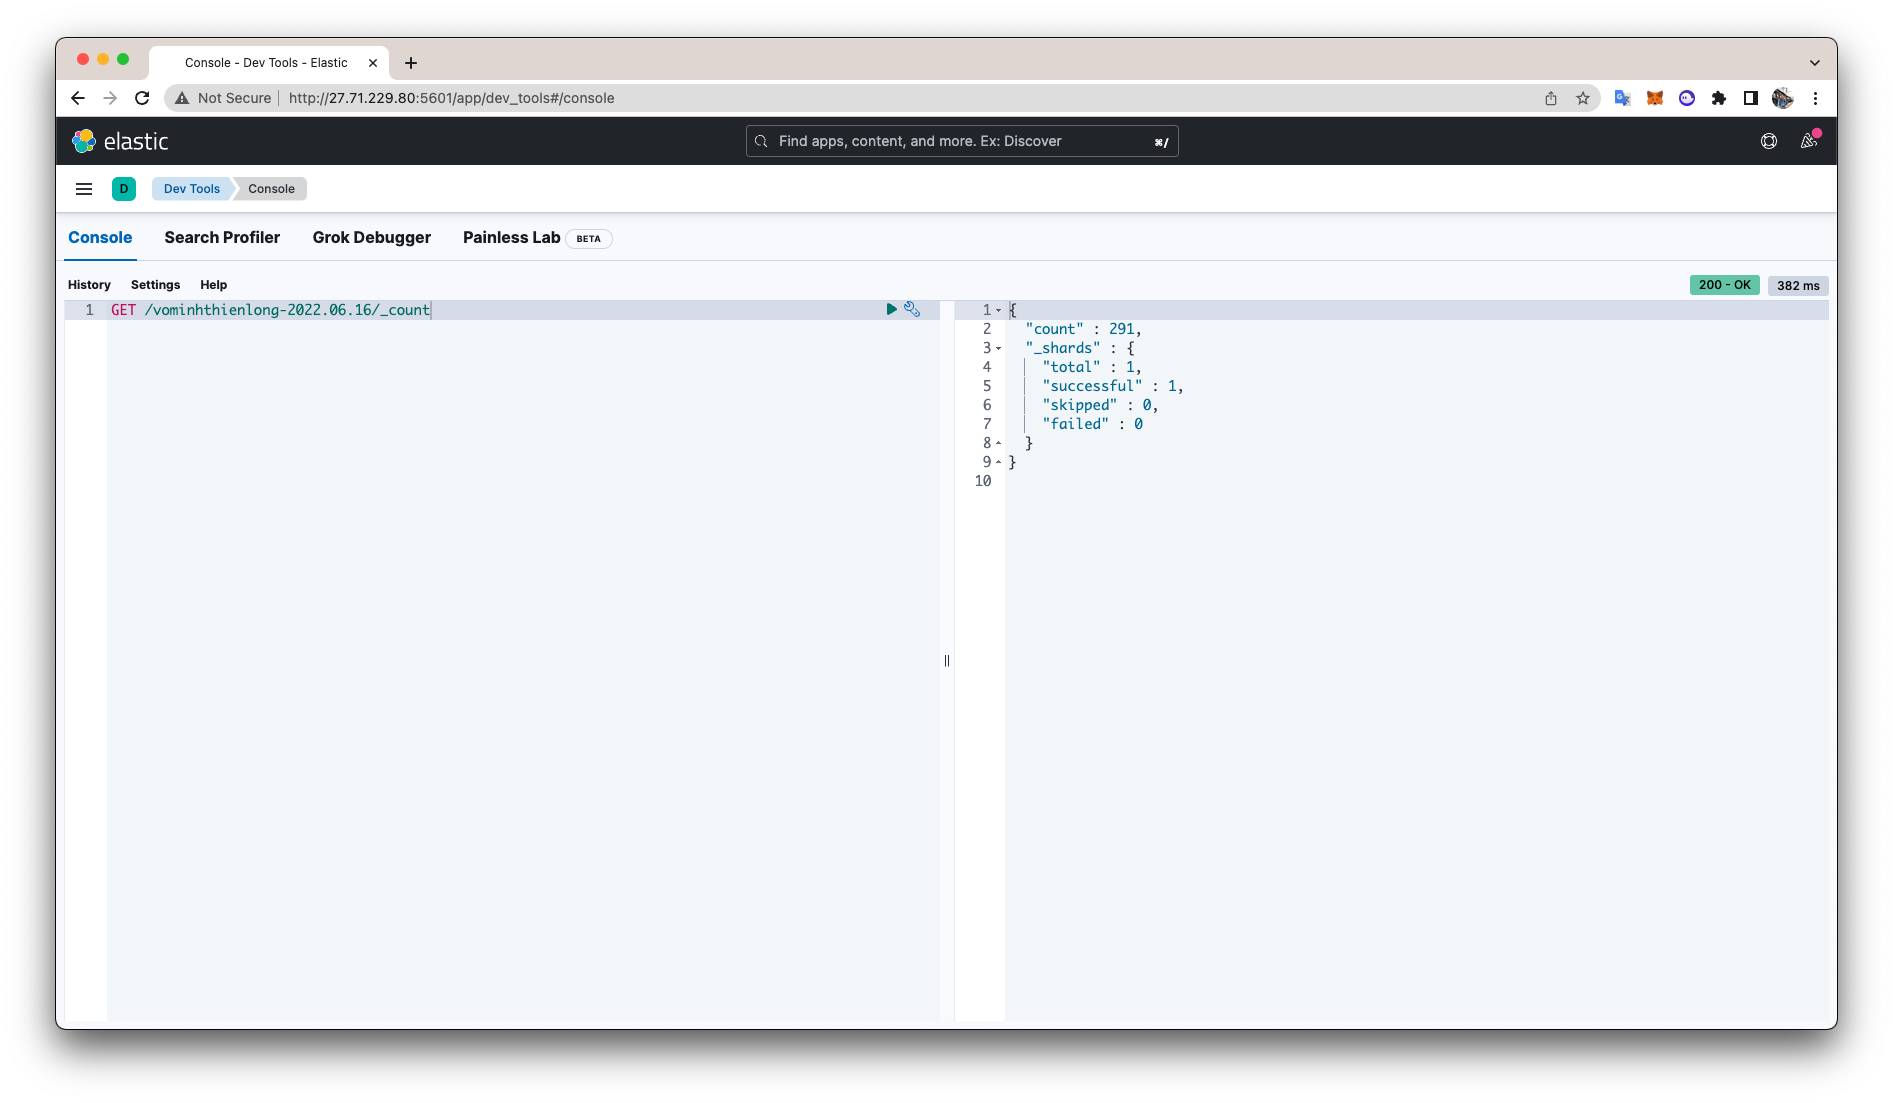 Console - Dev Tools - Elastic
Not Secure http://27.71.229.80:5601/app/dev_tools#/console
elastic
Find apps, content, and more. Ex: Discover ⌘/
D Dev Tools Console
Console Search Profiler Grok Debugger Painless Lab BETA
History Settings Help
200 - OK 382 ms
1 GET /vominhthienlong-2022.06.16/_count
1 {
2 "count" : 291,
3 "_shards" : {
4 "total" : 1,
5 "successful" : 1,
6 "skipped" : 0,
7 "failed" : 0
8 }
9 }
10